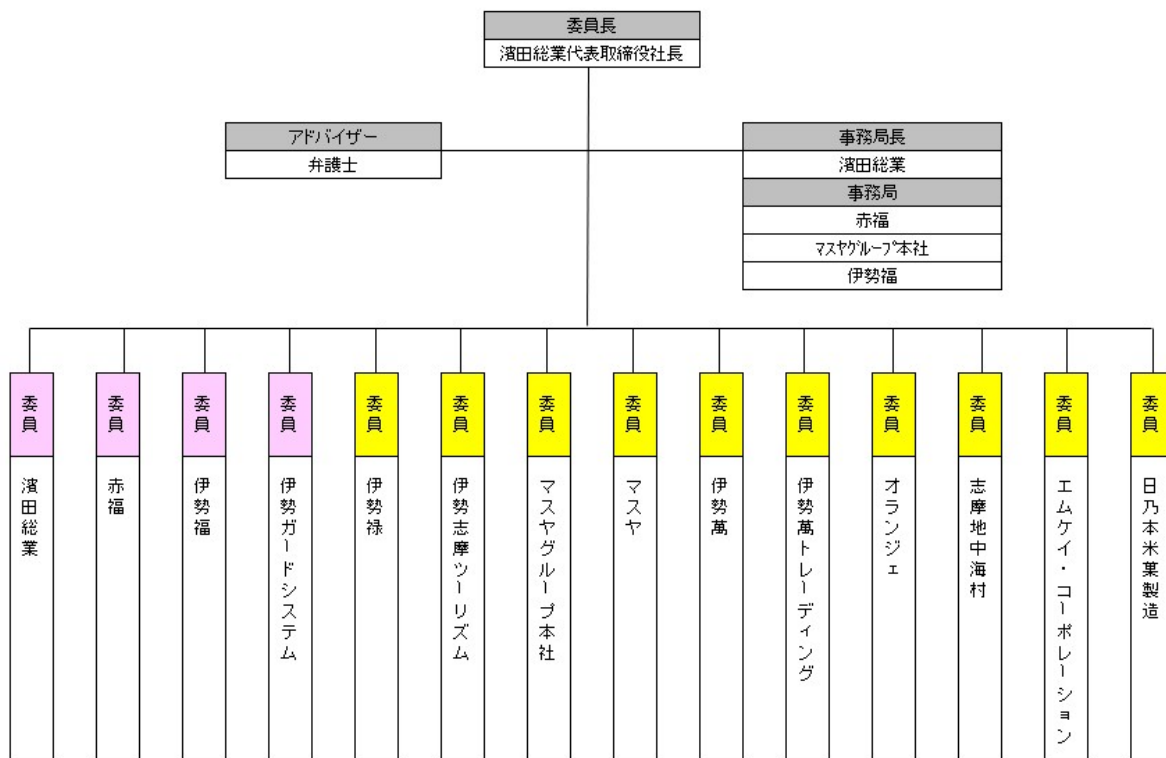 委員長
濱田総業代表取締役社長
アドバイザー
弁護士
事務局長
濱田総業
事務局
赤福
マスヤグループ本社
伊勢福
委員
濱田総業
委員
赤福
委員
伊勢福
委員
伊勢ガードシステム
委員
伊勢禄
委員
伊勢志摩ツーリズム
委員
マスヤグループ本社
委員
マスヤ
委員
伊勢萬
委員
伊勢萬トレーディング
委員
オランジェ
委員
志摩地中海村
委員
エムケイ・コーポレーション
委員
日乃本米菓製造